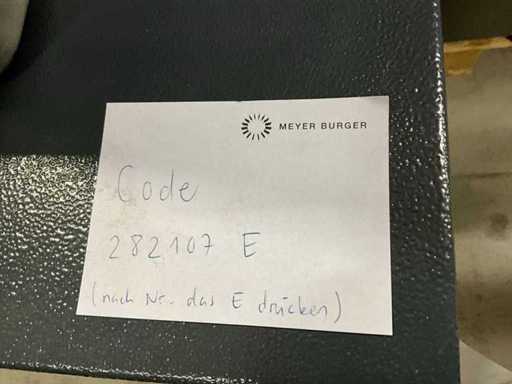 MEYER BURGER
Code
282107 E
(nach Nr. das E drücken)